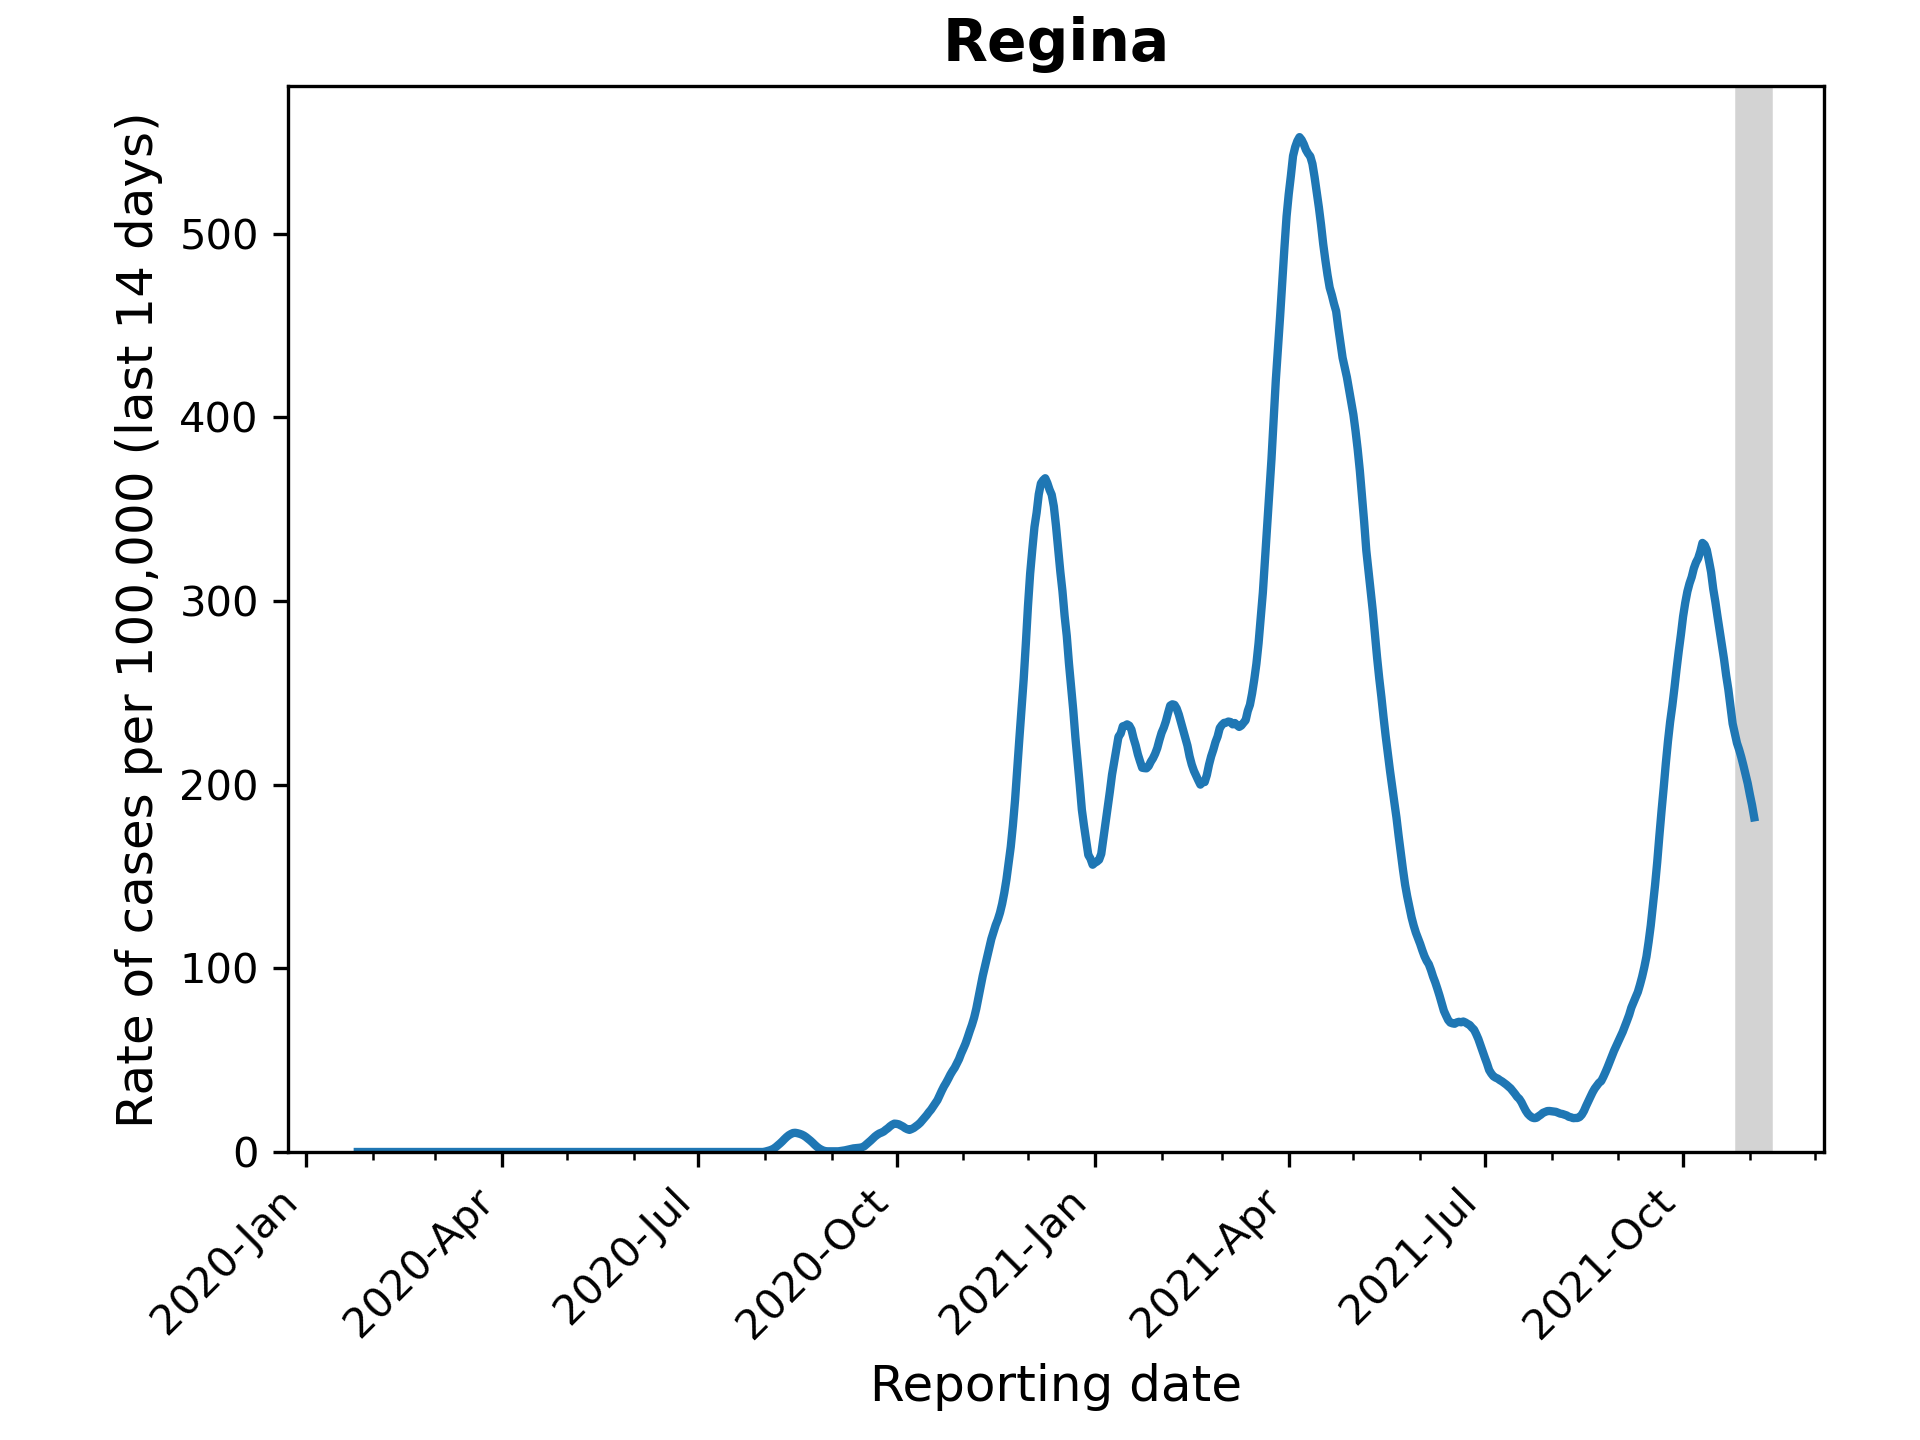 Regina
Rate of cases per 100,000 (last 14 days)
500
400
300
200
100
0
2020-Jan
2020-Apr
2020-Jul
2020-Oct
2021-Jan
2021-Apr
2021-Jul
2021-Oct
Reporting date